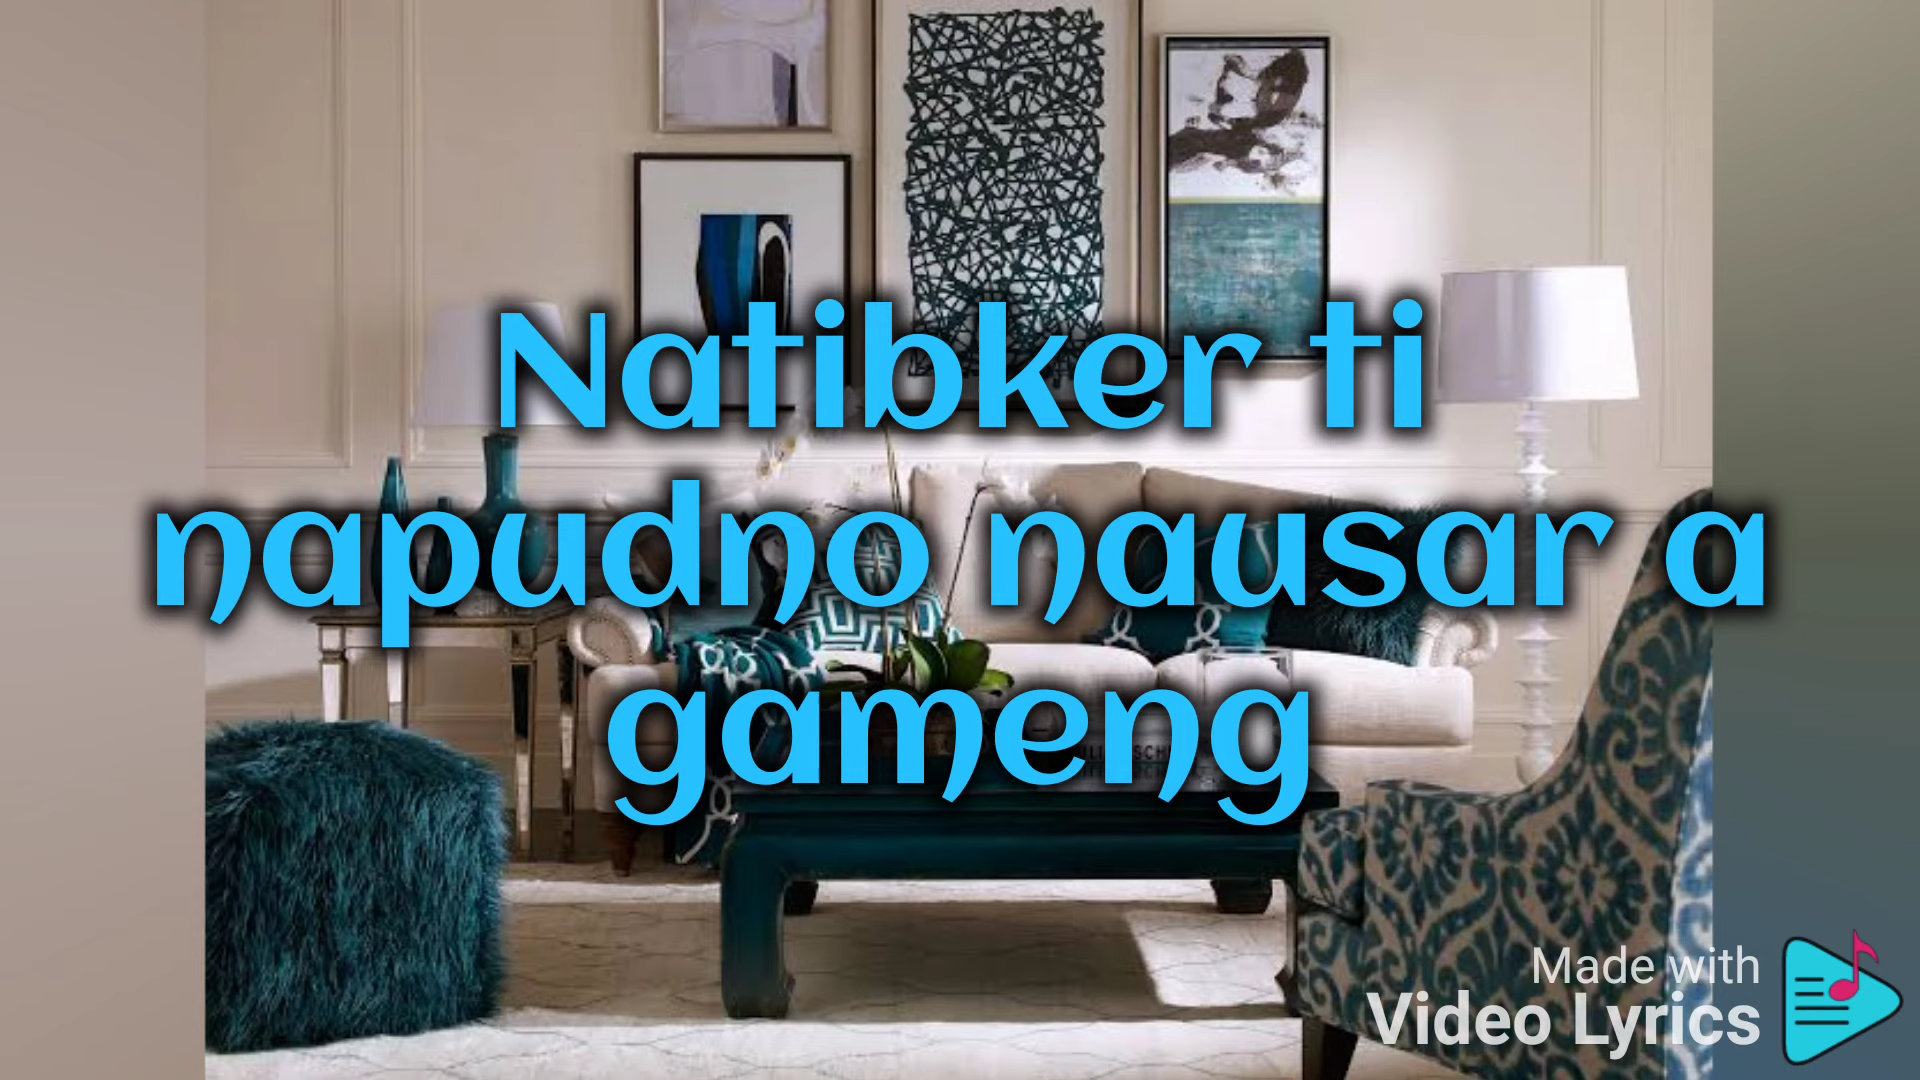 Natibker ti
napudno nausar a
gameng
Made with
Video Lyrics